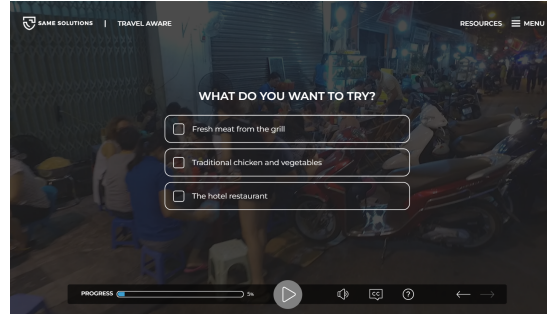 SAME SOLUTIONS | TRAVEL AWARE
RESOURCES MENU
WHAT DO YOU WANT TO TRY?
Fresh meat from the grill
Traditional chicken and vegetables
The hotel restaurant
PROGRESS 5% CC ?